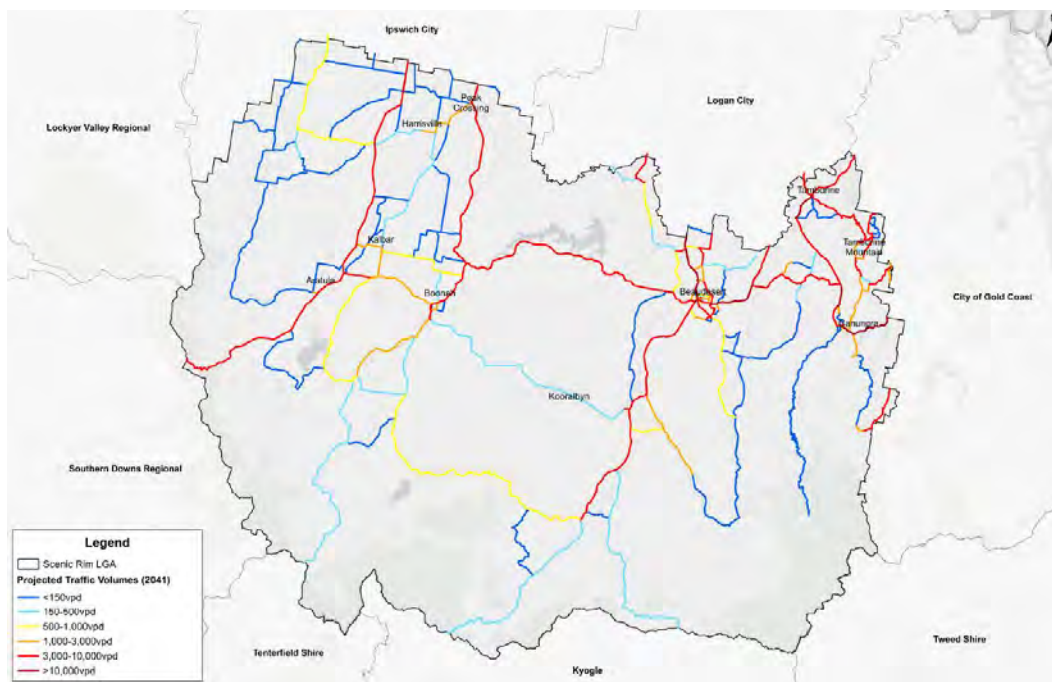 Ipswich City
Logan City
Lockyer Valley Regional
Peak
Crossing
Harrisville
Tamborine
Tamborine
Mountain
Kalbar
Aratula
Boonah
Beaudesert
City of Gold Coast
Canungra
Kooralbyn
Southern Downs Regional
Legend
Scenic Rim LGA
Projected Traffic Volumes (2041)
<150vpd
150-500vpd
500-1,000vpd
1,000-3,000vpd
3,000-10,000vpd
>10,000vpd
Tweed Shire
Tenterfield Shire
Kyogle